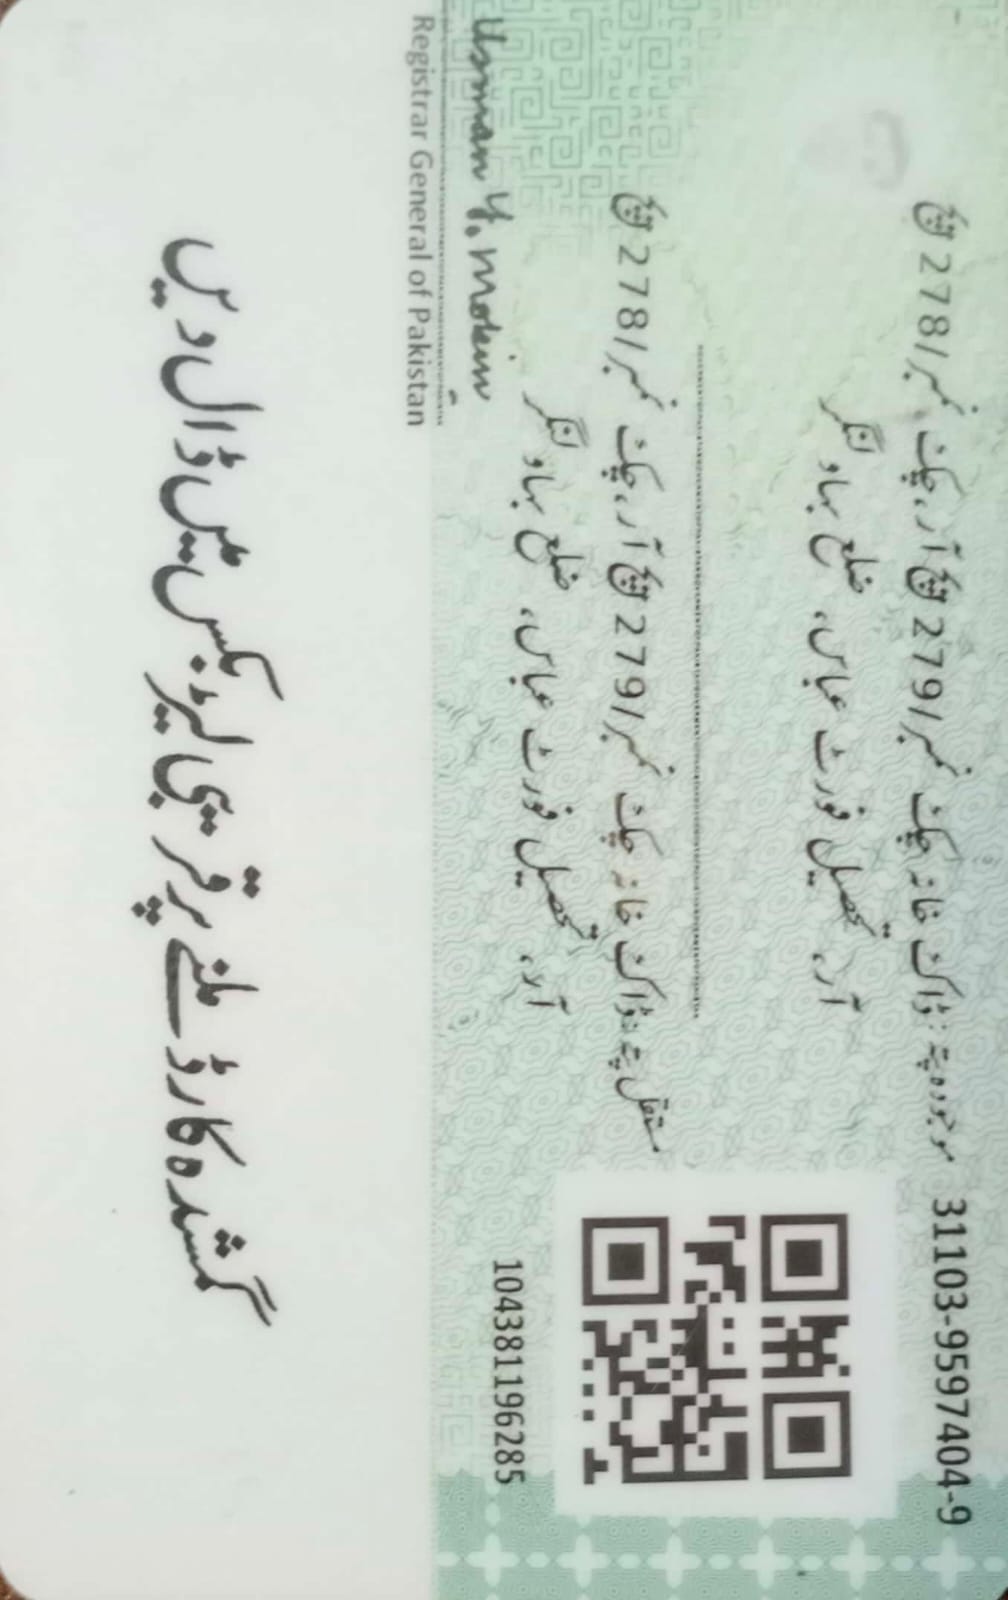 31103-9597404-9
موجودہ پتہ: ڈاک خانہ چک نمبر/279 ایچ آر، چک نمبر/278 ایچ
آر، تحصیل فورٹ عباس، ضلع بہاولنگر
مستقل پتہ: ڈاک خانہ چک نمبر/279 ایچ آر، چک نمبر/278 ایچ
آر، تحصیل فورٹ عباس، ضلع بہاولنگر
104381196285
Usman Y. Mobin
Registrar General of Pakistan
گمشدہ کارڈ ملنے پر قریبی لیٹر بکس میں ڈال دیں